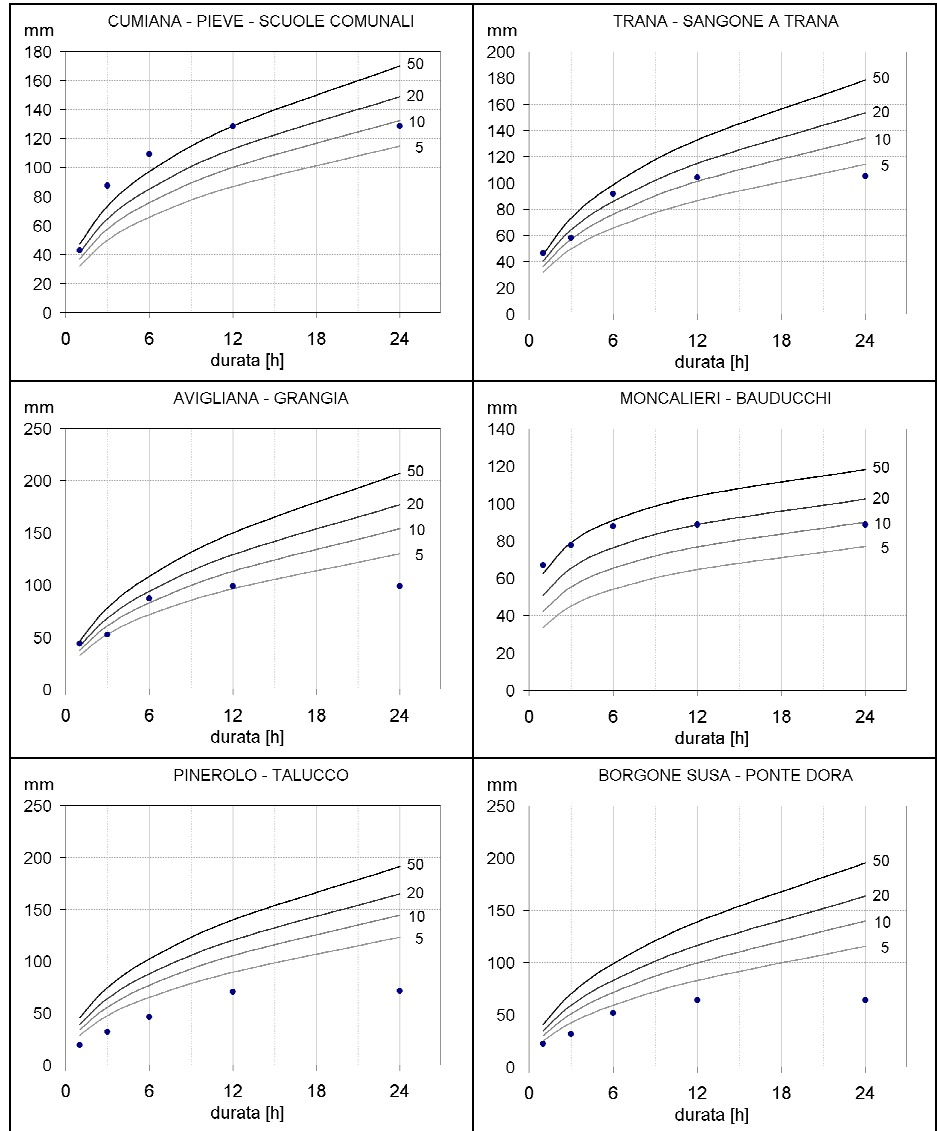 CUMIANA - PIEVE - SCUOLE COMUNALI
mm
180
160
140
120
100
80
60
40
20
0
50
20
10
5
0 6 12 18 24
durata [h]
TRANA - SANGONE A TRANA
mm
200
180
160
140
120
100
80
60
40
20
0
50
20
10
5
0 6 12 18 24
durata [h]
AVIGLIANA - GRANGIA
mm
250
200
150
100
50
0
50
20
10
5
0 6 12 18 24
durata [h]
MONCALIERI - BAUDUCCHI
mm
140
120
100
80
60
40
20
0
50
20
10
5
0 6 12 18 24
durata [h]
PINEROLO - TALUCCO
mm
250
200
150
100
50
0
50
20
10
5
0 6 12 18 24
durata [h]
BORGONE SUSA - PONTE DORA
mm
250
200
150
100
50
0
50
20
10
5
0 6 12 18 24
durata [h]